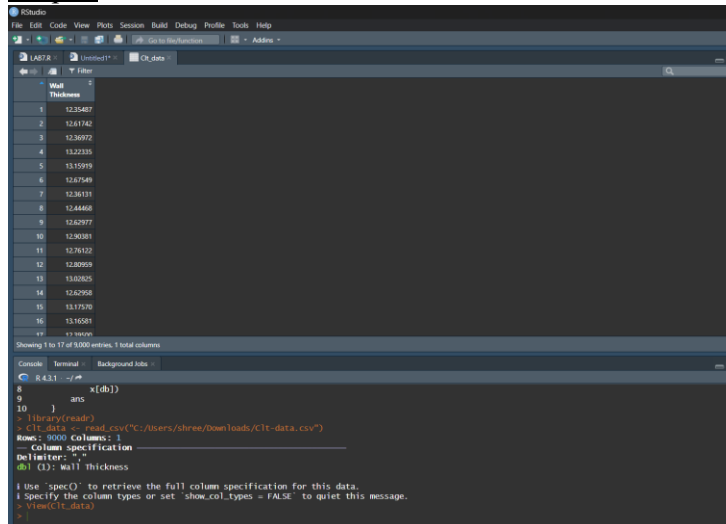 RStudio
File Edit Code View Plots Session Build Debug Profile Tools Help
Go to file/function Addins
LAB7.R Untitled1* Clt_data
Filter
Wall
Thickness
1 12.35487
2 12.61742
3 12.36972
4 13.22335
5 13.15919
6 12.67549
7 12.36131
8 12.44468
9 12.62977
10 12.90381
11 12.76122
12 12.80959
13 13.02825
14 12.62958
15 13.17570
16 13.16581
17 12.39500
Showing 1 to 17 of 9,000 entries, 1 total columns
Console Terminal Background Jobs
R 4.3.1 · ~/
8 x[db])
9 ans
10 }
> library(readr)
> Clt_data <- read_csv("C:/Users/shree/Downloads/Clt-data.csv")
Rows: 9000 Columns: 1
── Column specification ──
Delimiter: ","
dbl (1): Wall Thickness
ℹ Use `spec()` to retrieve the full column specification for this data.
ℹ Specify the column types or set `show_col_types = FALSE` to quiet this message.
> View(Clt_data)
>